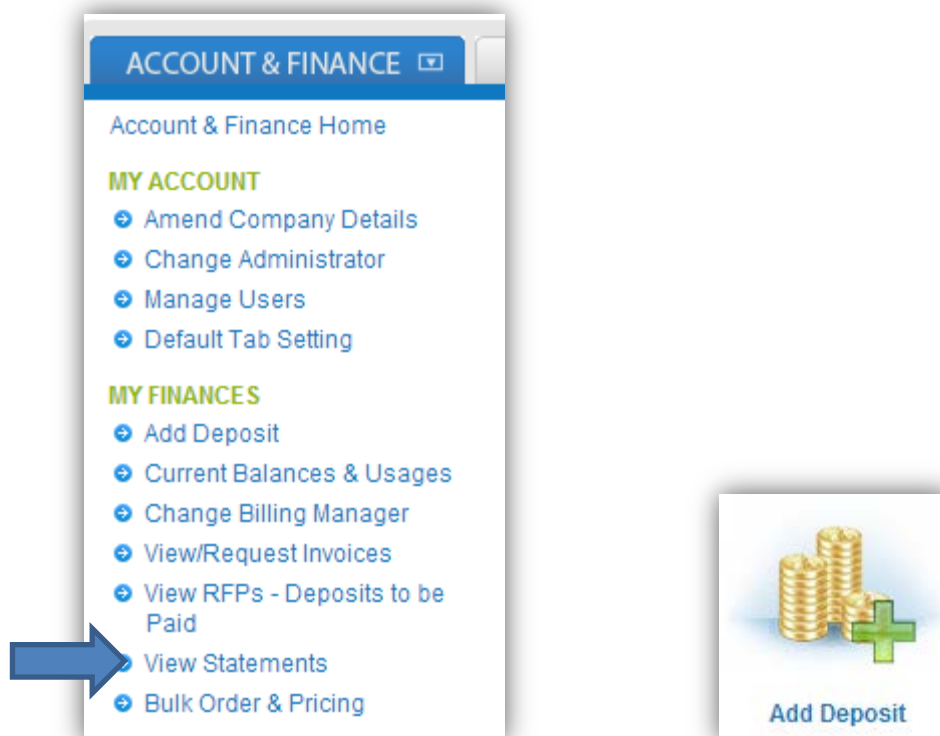 ACCOUNT & FINANCE
Account & Finance Home
MY ACCOUNT
Amend Company Details
Change Administrator
Manage Users
Default Tab Setting
MY FINANCES
Add Deposit
Current Balances & Usages
Change Billing Manager
View/Request Invoices
View RFPs - Deposits to be
Paid
View Statements
Bulk Order & Pricing
Add Deposit